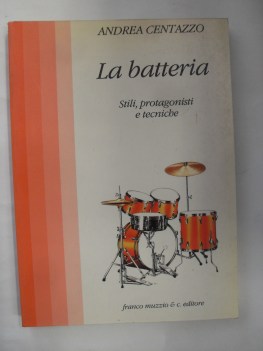 ANDREA CENTAZZO
La batteria
Stili, protagonisti
e tecniche
franco muzzio & c. editore